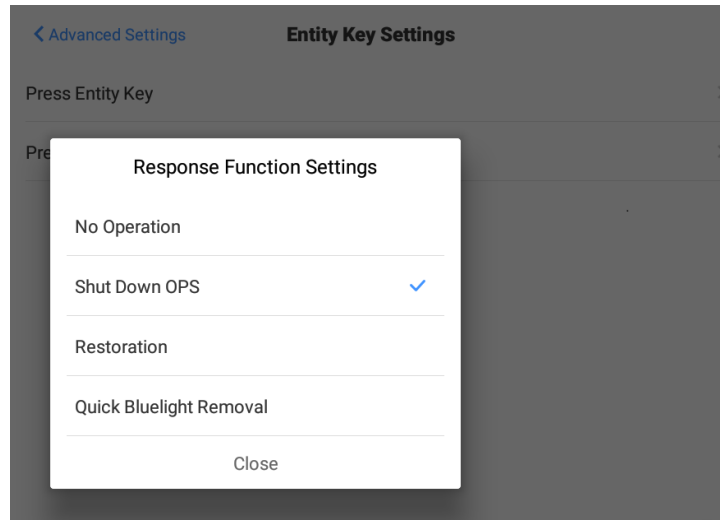 Advanced Settings
Entity Key Settings
Press Entity Key
Pre
Response Function Settings
No Operation
Shut Down OPS
Restoration
Quick Bluelight Removal
Close